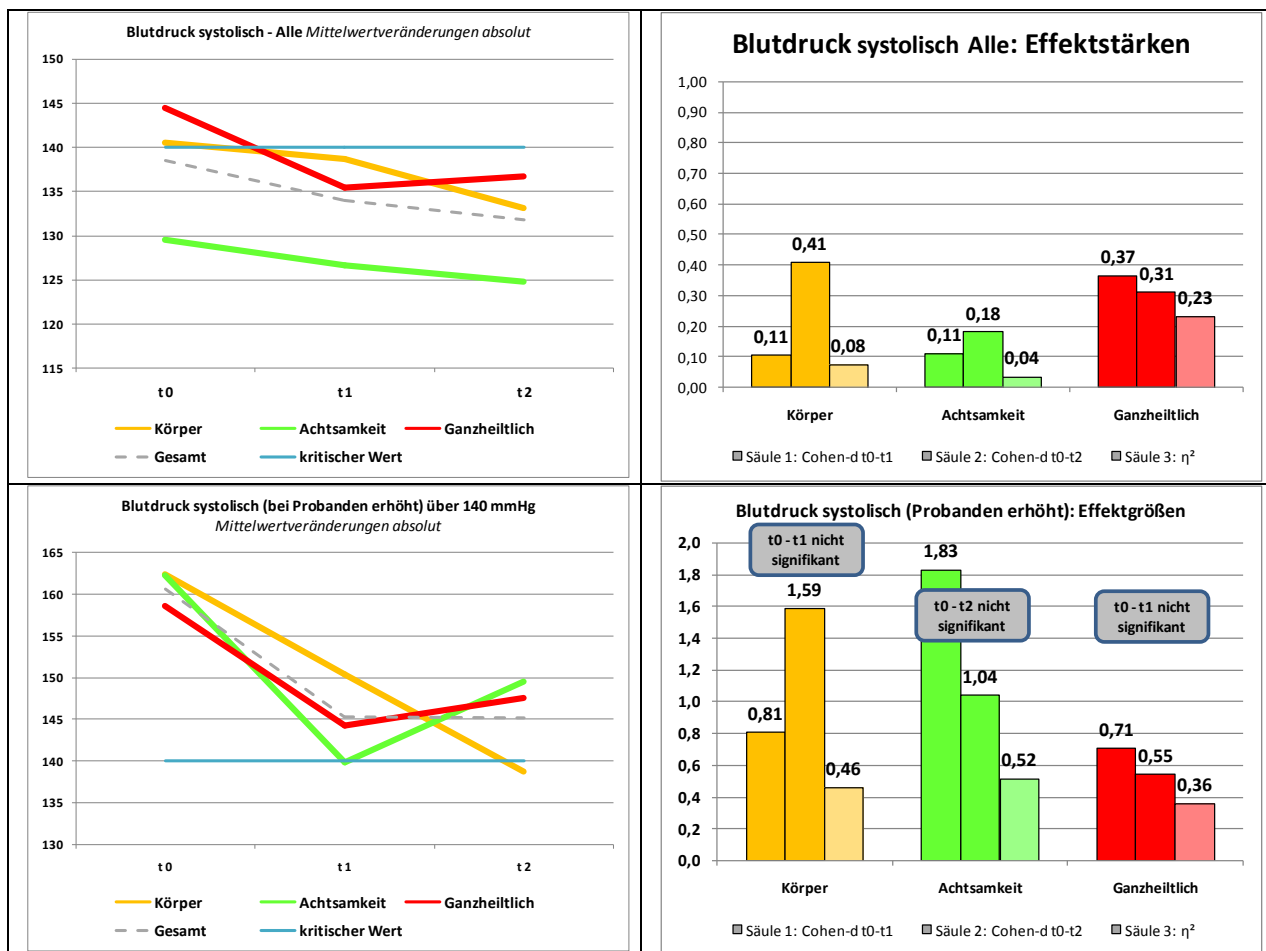 Blutdruck systolisch - Alle Mittelwertveränderungen absolut
150
145
140
135
130
125
120
115
t 0 t 1 t 2
Körper Achtsamkeit Ganzheiltlich
Gesamt kritischer Wert
Blutdruck systolisch Alle: Effektstärken
1,00
0,90
0,80
0,70
0,60
0,50
0,40
0,30
0,20
0,10
0,00
0,11 0,41 0,08 0,11 0,18 0,04 0,37 0,31 0,23
Körper Achtsamkeit Ganzheiltlich
Säule 1: Cohen-d t0-t1 Säule 2: Cohen-d t0-t2 Säule 3: η²
Blutdruck systolisch (bei Probanden erhöht) über 140 mmHg
Mittelwertveränderungen absolut
165
160
155
150
145
140
135
130
t 0 t 1 t 2
Körper Achtsamkeit Ganzheiltlich
Gesamt kritischer Wert
Blutdruck systolisch (Probanden erhöht): Effektgrößen
2,0
1,8
1,6
1,4
1,2
1,0
0,8
0,6
0,4
0,2
0,0
t0 - t1 nicht
signifikant
t0 - t2 nicht
signifikant
t0 - t1 nicht
signifikant
0,81 1,59 0,46 1,83 1,04 0,52 0,71 0,55 0,36
Körper Achtsamkeit Ganzheiltlich
Säule 1: Cohen-d t0-t1 Säule 2: Cohen-d t0-t2 Säule 3: η²